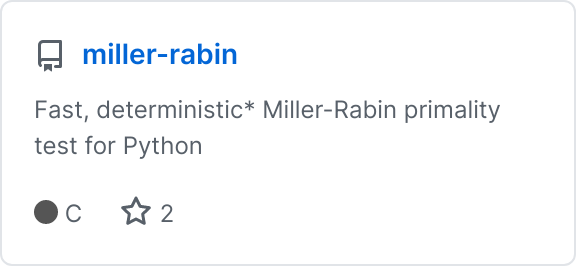 miller-rabin
Fast, deterministic* Miller-Rabin primality
test for Python
C 2